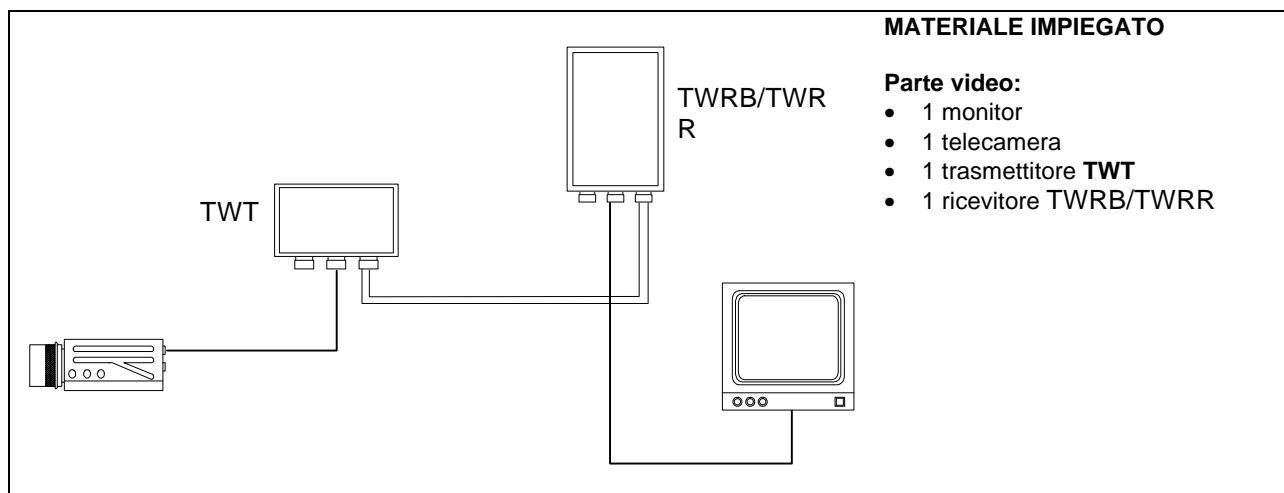 MATERIALE IMPIEGATO
Parte video:
• 1 monitor
• 1 telecamera
• 1 trasmettitore TWT
• 1 ricevitore TWRB/TWRR
TWRB/TWR
R
TWT